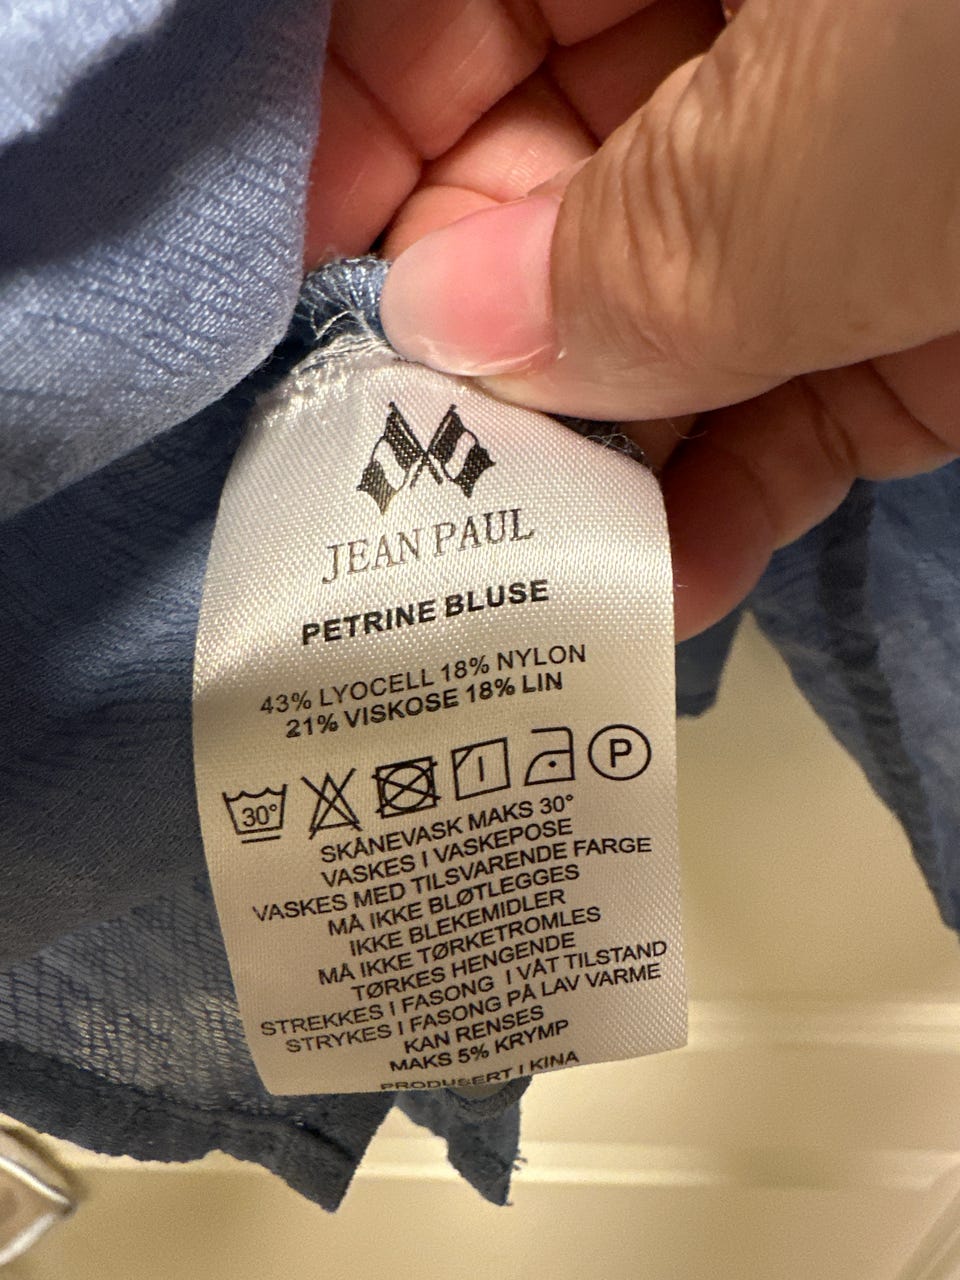 JEAN PAUL
PETRINE BLUSE
43% LYOCELL 18% NYLON
21% VISKOSE 18% LIN
30° P
SKÅNEVASK MAKS 30°
VASKES I VASKEPOSE
VASKES MED TILSVARENDE FARGE
MÅ IKKE BLØTLEGGES
IKKE BLEKEMIDLER
MÅ IKKE TØRKETROMLES
TØRKES HENGENDE
STREKKES I FASONG I VÅT TILSTAND
STRYKES I FASONG PÅ LAV VARME
KAN RENSES
MAKS 5% KRYMP
PRODUSERT I KINA